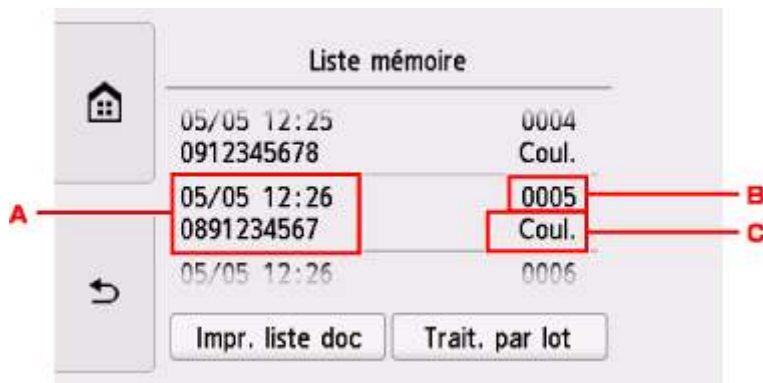 Liste mémoire
05/05 12:25 0004
0912345678 Coul.
A 05/05 12:26 0005 B
0891234567 Coul. C
05/05 12:26 0006
Impr. liste doc Trait. par lot